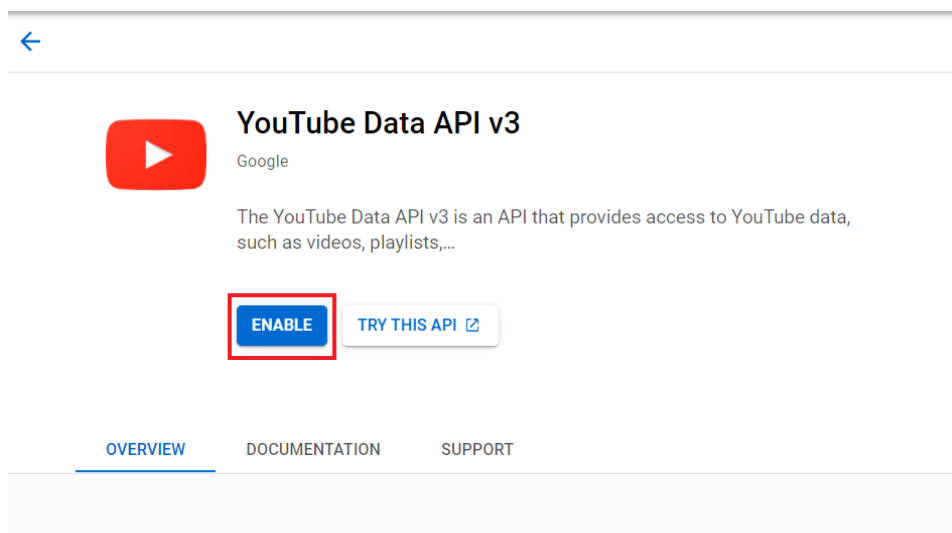 YouTube Data API v3
Google
The YouTube Data API v3 is an API that provides access to YouTube data,
such as videos, playlists,...
ENABLE TRY THIS API
OVERVIEW DOCUMENTATION SUPPORT